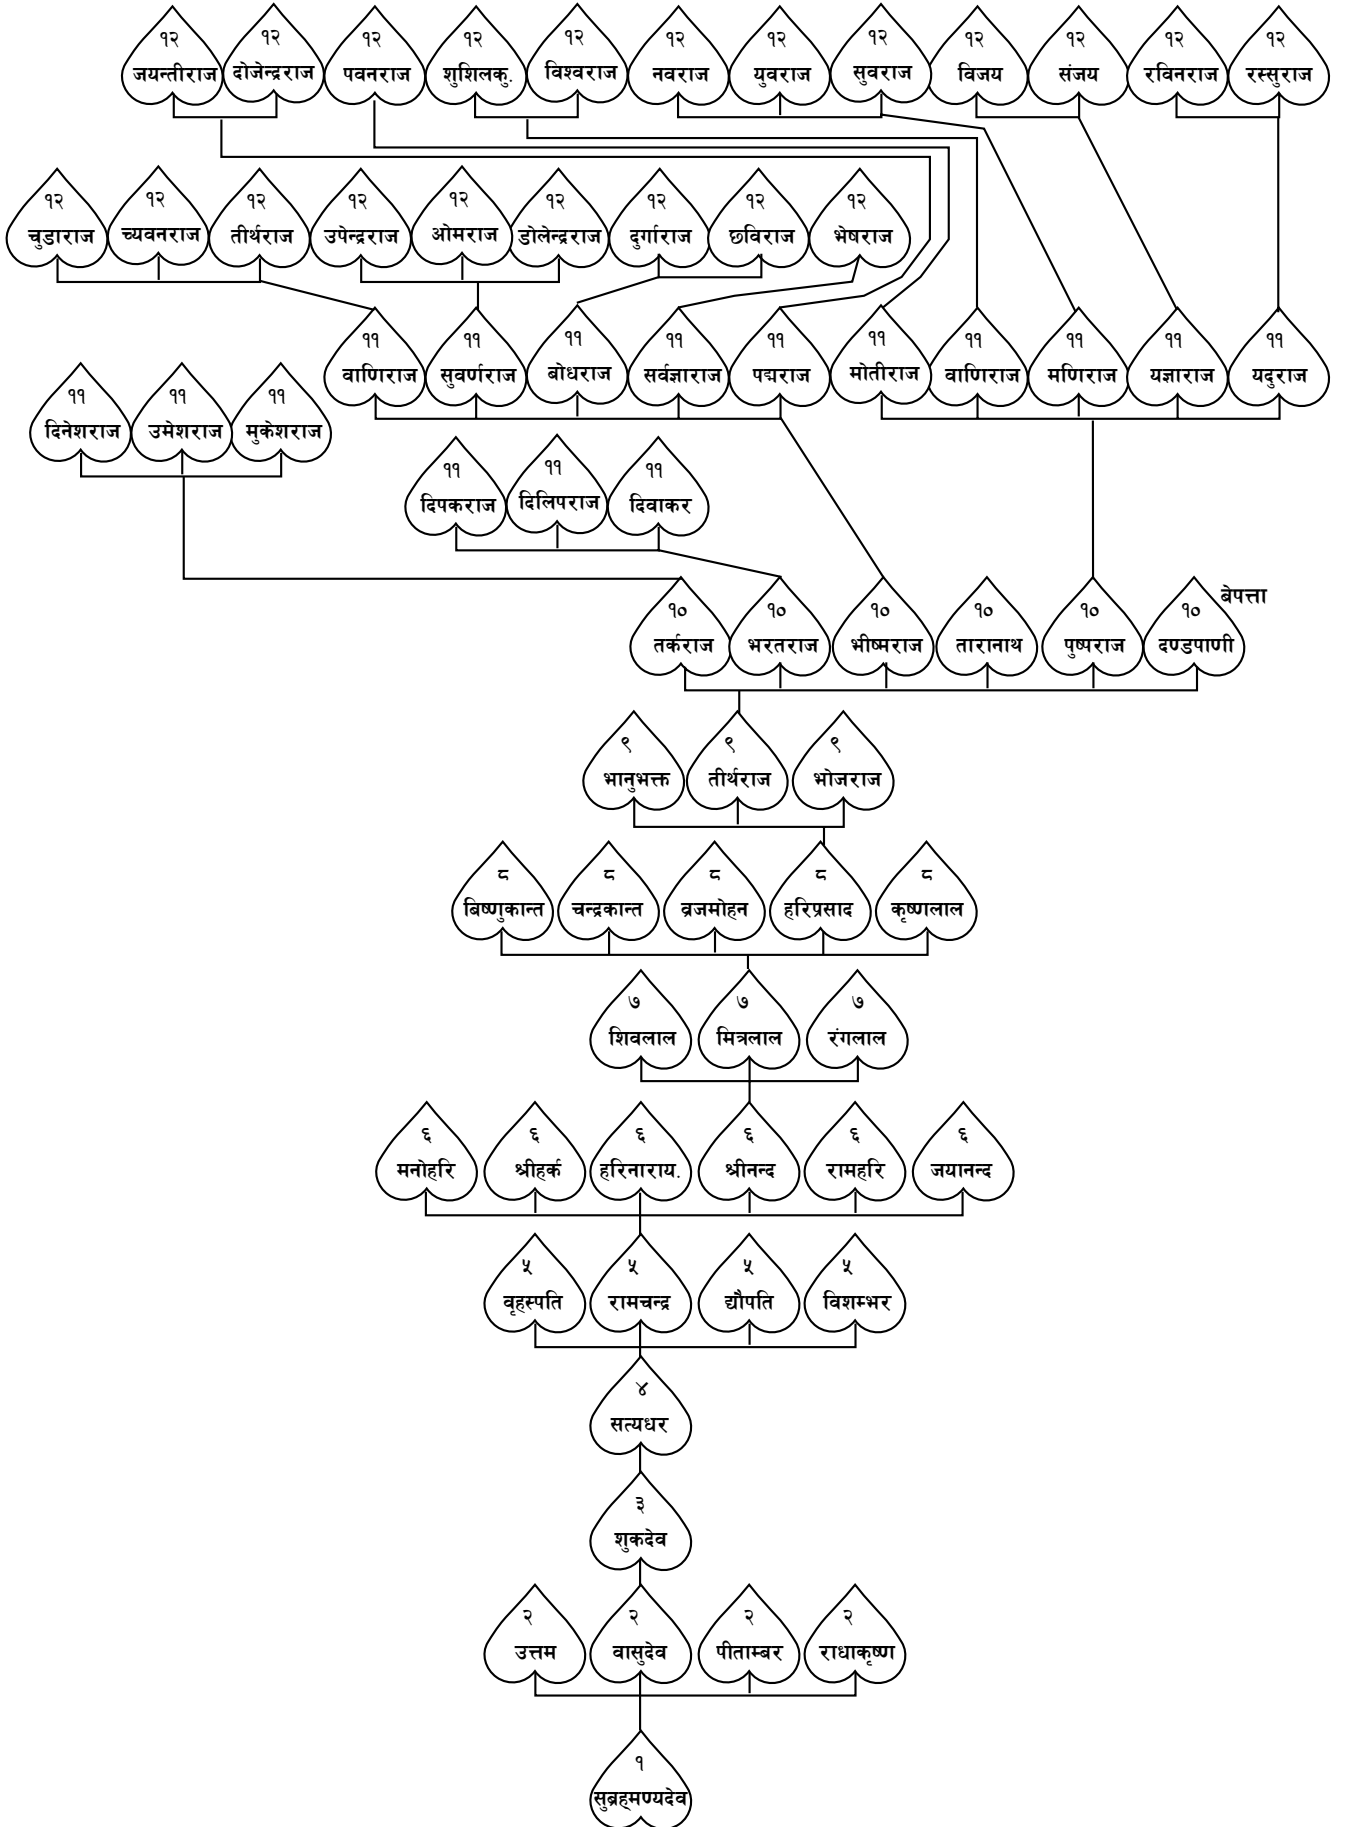 १२ १२ १२ १२ १२ १२ १२ १२ १२ १२ १२ १२
जयन्तीराज दोजेन्द्रराज पवनराज शुशिलकु. विश्वराज नवराज युवराज सुवराज विजय संजय रविनराज रस्सुराज
१२ १२ १२ १२ १२ १२ १२ १२ १२
चुडाराज च्यवनराज तीर्थराज उपेन्द्रराज ओमराज डोलेन्द्रराज दुर्गाराज छविराज भेषराज
११ ११ ११ ११ ११ ११ ११ ११ ११ ११
वाणिराज सुवर्णराज बोधराज सर्वज्ञाराज पद्मराज मोतीराज वाणिराज मणिराज यज्ञाराज यदुराज
११ ११ ११
दिनेशराज उमेशराज मुकेशराज
११ ११ ११
दिपकराज दिलिपराज दिवाकर
बेपत्ता
१० १० १० १० १० १०
तर्कराज भरतराज भीष्मराज तारानाथ पुष्पराज दण्डपाणी
९ ९ ९
भानुभक्त तीर्थराज भोजराज
८ ८ ८ ८ ८
बिष्णुकान्त चन्द्रकान्त व्रजमोहन हरिप्रसाद कृष्णलाल
७ ७ ७
शिवलाल मित्रलाल रंगलाल
६ ६ ६ ६ ६ ६
मनोहरि श्रीहर्क हरिनाराय. श्रीनन्द रामहरि जयानन्द
५ ५ ५ ५
वृहस्पति रामचन्द्र द्यौपति विशम्भर
४
सत्यधर
३
शुकदेव
२ २ २ २
उत्तम वासुदेव पीताम्बर राधाकृष्ण
१
सुब्रह्मण्यदेव